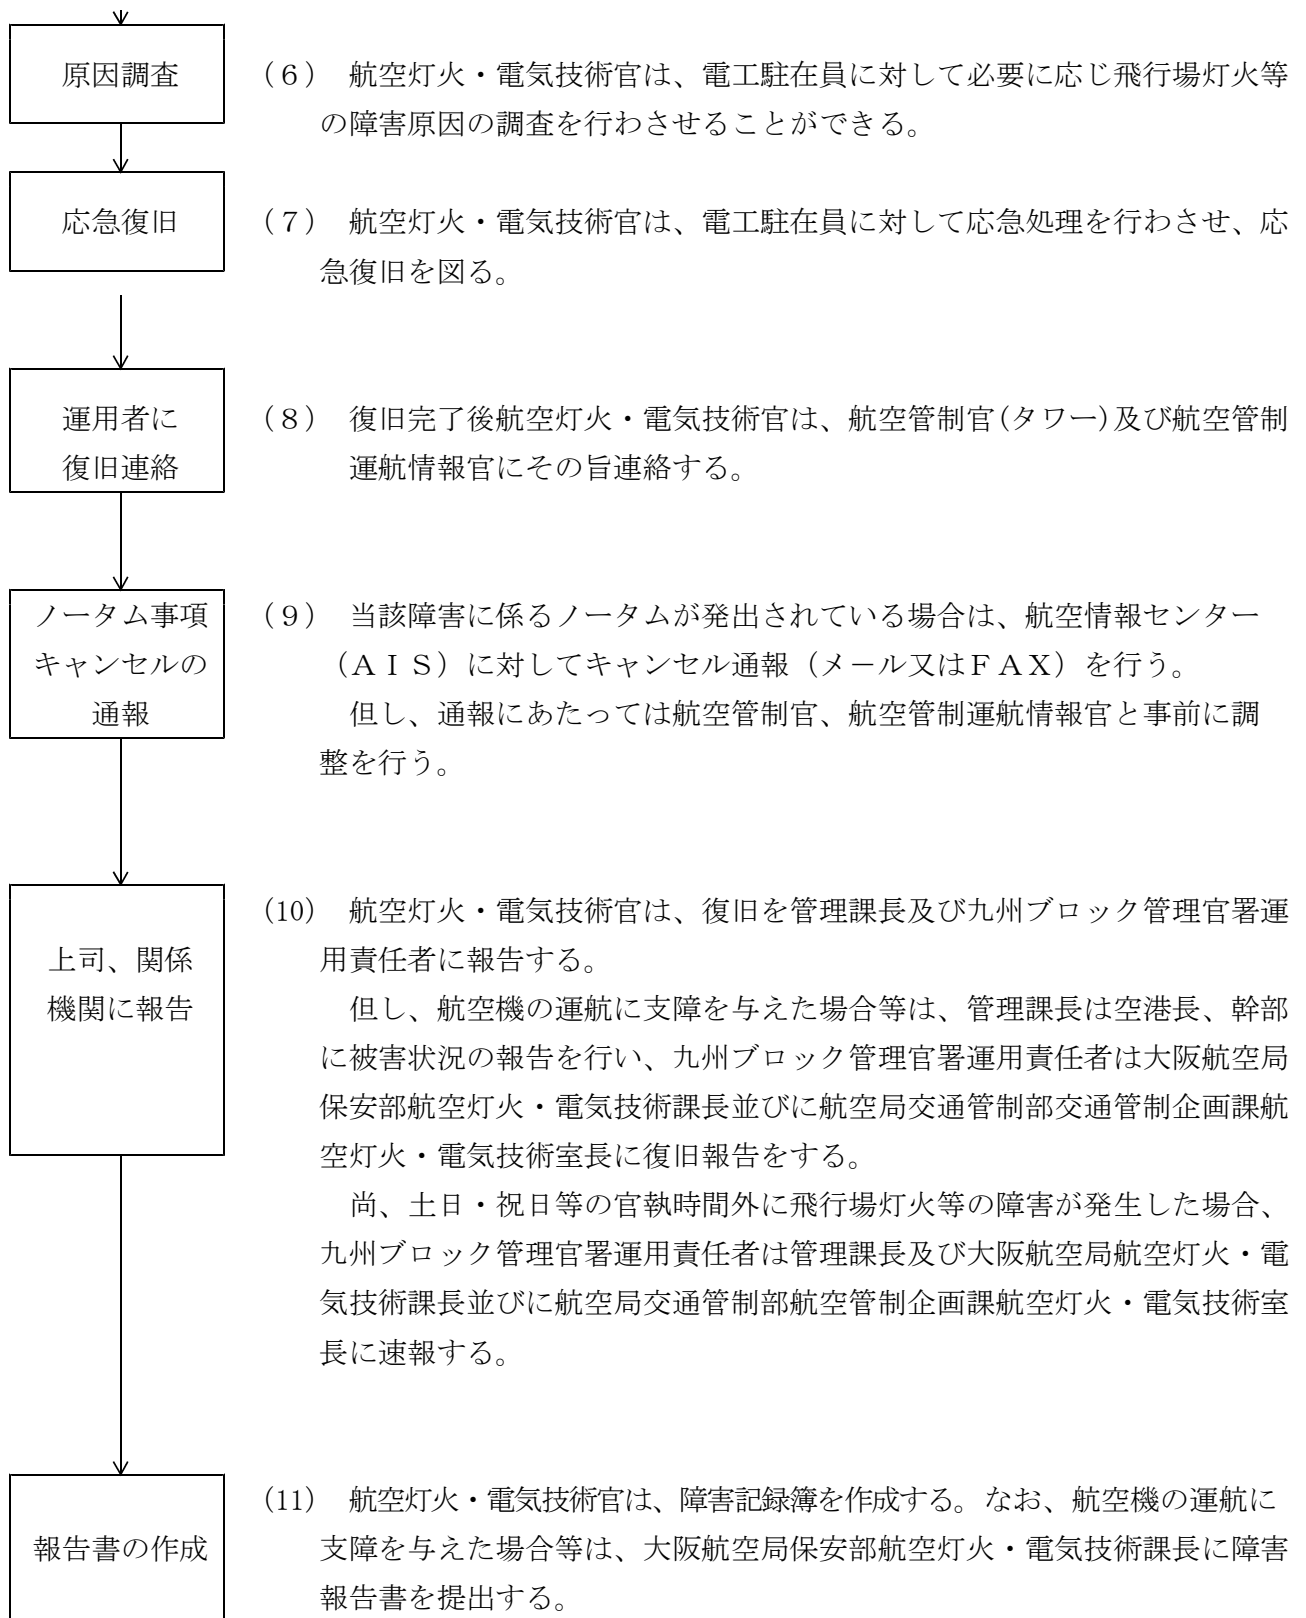 原因調査
(６)　航空灯火・電気技術官は、電工駐在員に対して必要に応じ飛行場灯火等
の障害原因の調査を行わさせることができる。
応急復旧
(７)　航空灯火・電気技術官は、電工駐在員に対して応急処理を行わさせ、応
急復旧を図る。
運用者に
復旧連絡
(８)　復旧完了後航空灯火・電気技術官は、航空管制官(タワー)及び航空管制
運航情報官にその旨連絡する。
ノータム事項
キャンセルの
通報
(９)　当該障害に係るノータムが発出されている場合は、航空情報センター
（ＡＩＳ）に対してキャンセル通報（メール又はＦＡＸ）を行う。
但し、通報にあたっては航空管制官、航空管制運航情報官と事前に調
整を行う。
上司、関係
機関に報告
(10)　航空灯火・電気技術官は、復旧を管理課長及び九州ブロック管理官署運
用責任者に報告する。
但し、航空機の運航に支障を与えた場合等は、管理課長は空港長、幹部
に被害状況の報告を行い、九州ブロック管理官署運用責任者は大阪航空局
保安部航空灯火・電気技術課長並びに航空局交通管制部交通管制企画課航
空灯火・電気技術室長に復旧報告をする。
尚、土日・祝日等の官執時間外に飛行場灯火等の障害が発生した場合、
九州ブロック管理官署運用責任者は管理課長及び大阪航空局航空灯火・電
気技術課長並びに航空局交通管制部航空管制企画課航空灯火・電気技術室
長に速報する。
報告書の作成
(11)　航空灯火・電気技術官は、障害記録簿を作成する。なお、航空機の運航に
支障を与えた場合等は、大阪航空局保安部航空灯火・電気技術課長に障害
報告書を提出する。